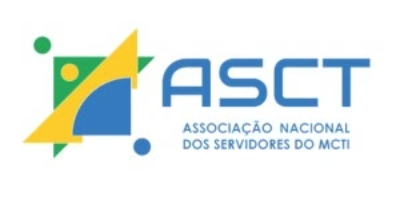 ASCT
ASSOCIAÇÃO NACIONAL
DOS SERVIDORES DO MCTI